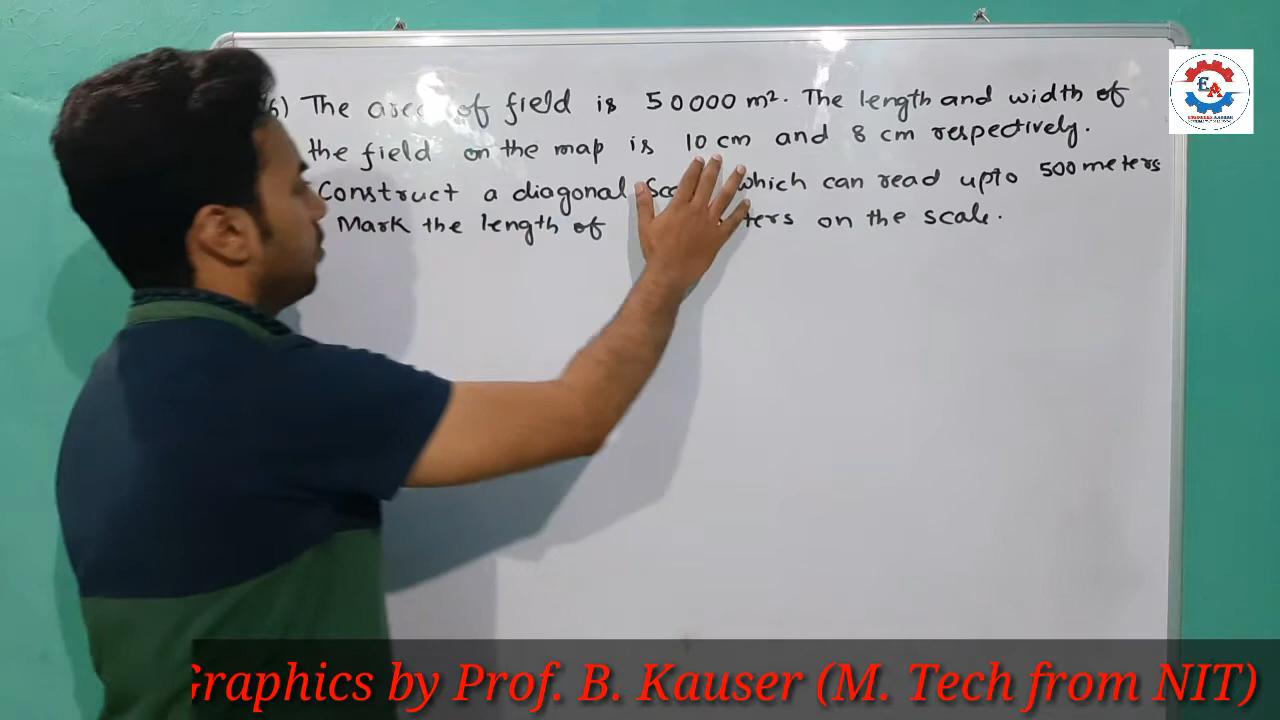 6) The area of field is 50000 m². The length and width of
the field on the map is 10 cm and 8 cm respectively.
Construct a diagonal which can read upto 500 meters
Mark the length of on the scale.
EA
Graphics by Prof. B. Kauser (M. Tech from NIT)